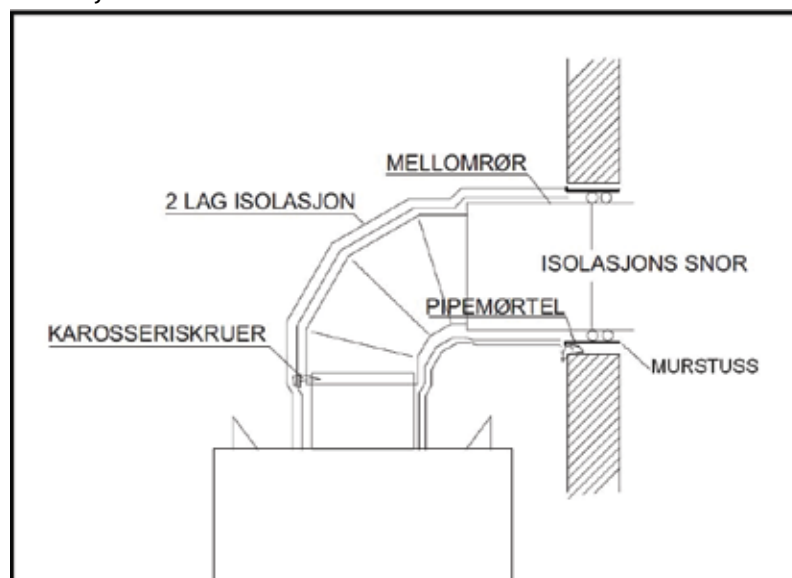 MELLOMRØR
2 LAG ISOLASJON
ISOLASJONS SNOR
PIPEMØRTEL
KAROSSERISKRUER
MURSTUSS